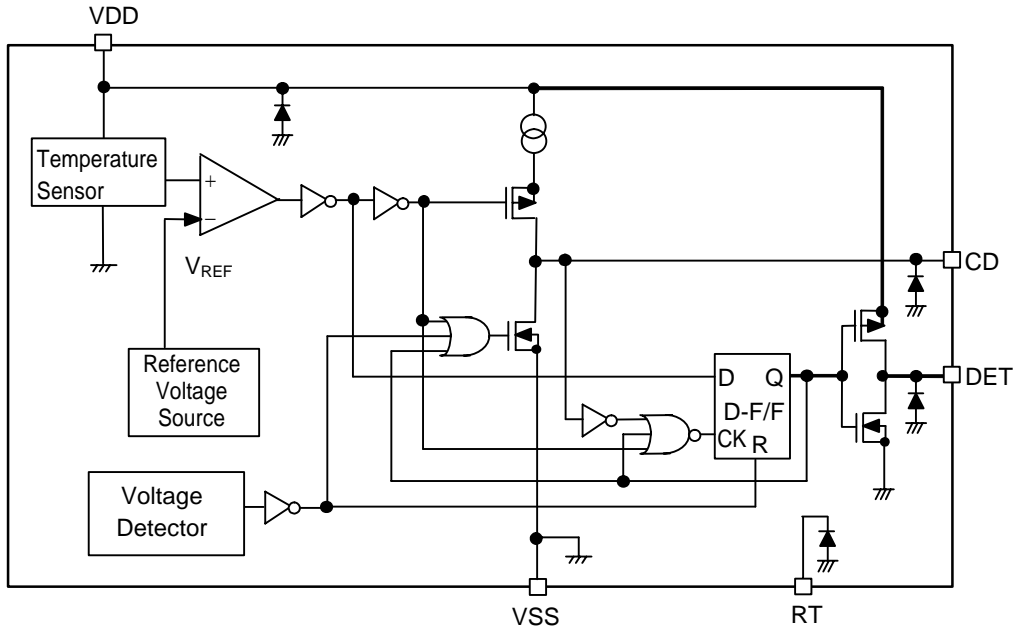 VDD
Temperature
Sensor
+
−
VREF
CD
Reference
Voltage
Source
D Q
D-F/F
CK R
DET
Voltage
Detector
VSS
RT